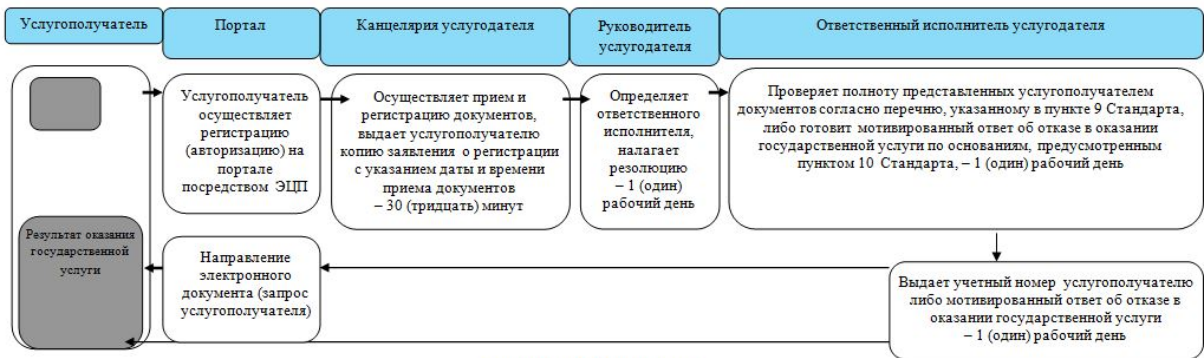 Услугополучатель
Портал
Канцелярия услугодателя
Руководитель
услугодателя
Ответственный исполнитель услугодателя
Услугополучатель
осуществляет
регистрацию
(авторизацию) на
портале
посредством ЭЦП
Осуществляет прием и
регистрацию документов,
выдает услугополучателю
копию заявления о регистрации
с указанием даты и времени
приема документов
– 30 (тридцать) минут
Определяет
ответственного
исполнителя,
налагает
резолюцию
– 1 (один)
рабочий день
Проверяет полноту представленных услугополучателем
документов согласно перечню, указанному в пункте 9 Стандарта,
либо готовит мотивированный ответ об отказе в оказании
государственной услуги по основаниям, предусмотренным
пунктом 10 Стандарта, – 1 (один) рабочий день
Результат оказания
государственной
услуги
Направление
электронного
документа (запрос
услугополучателя)
Выдает учетный номер услугополучателю
либо мотивированный ответ об отказе в
оказании государственной услуги
– 1 (один) рабочий день